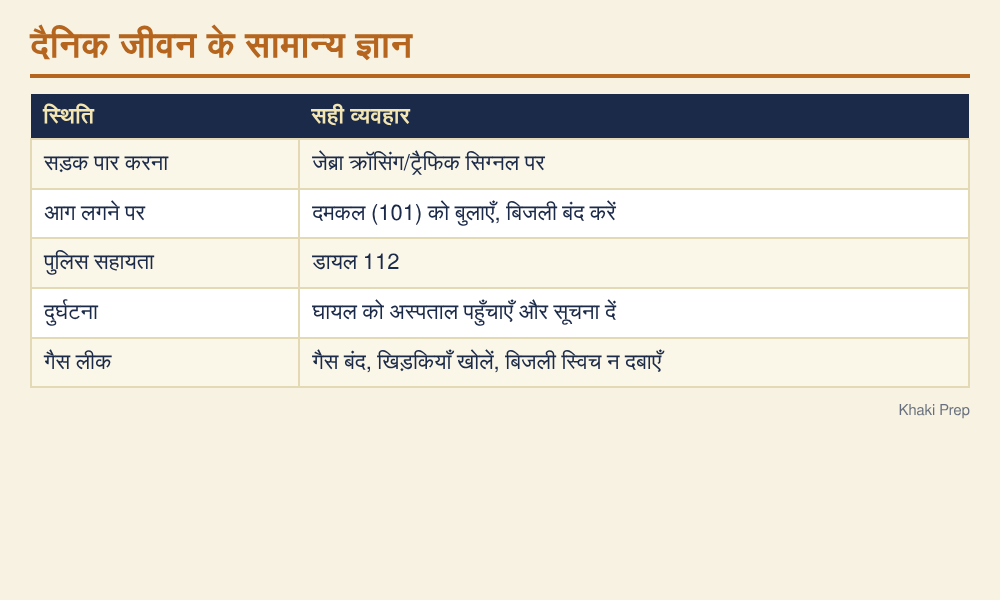 दैनिक जीवन के सामान्य ज्ञान
स्थिति सही व्यवहार
सड़क पार करना जेब्रा क्रॉसिंग/ट्रैफिक सिग्नल पर
आग लगने पर दमकल (101) को बुलाएँ, बिजली बंद करें
पुलिस सहायता डायल 112
दुर्घटना घायल को अस्पताल पहुँचाएँ और सूचना दें
गैस लीक गैस बंद, खिड़कियाँ खोलें, बिजली स्विच न दबाएँ
Khaki Prep